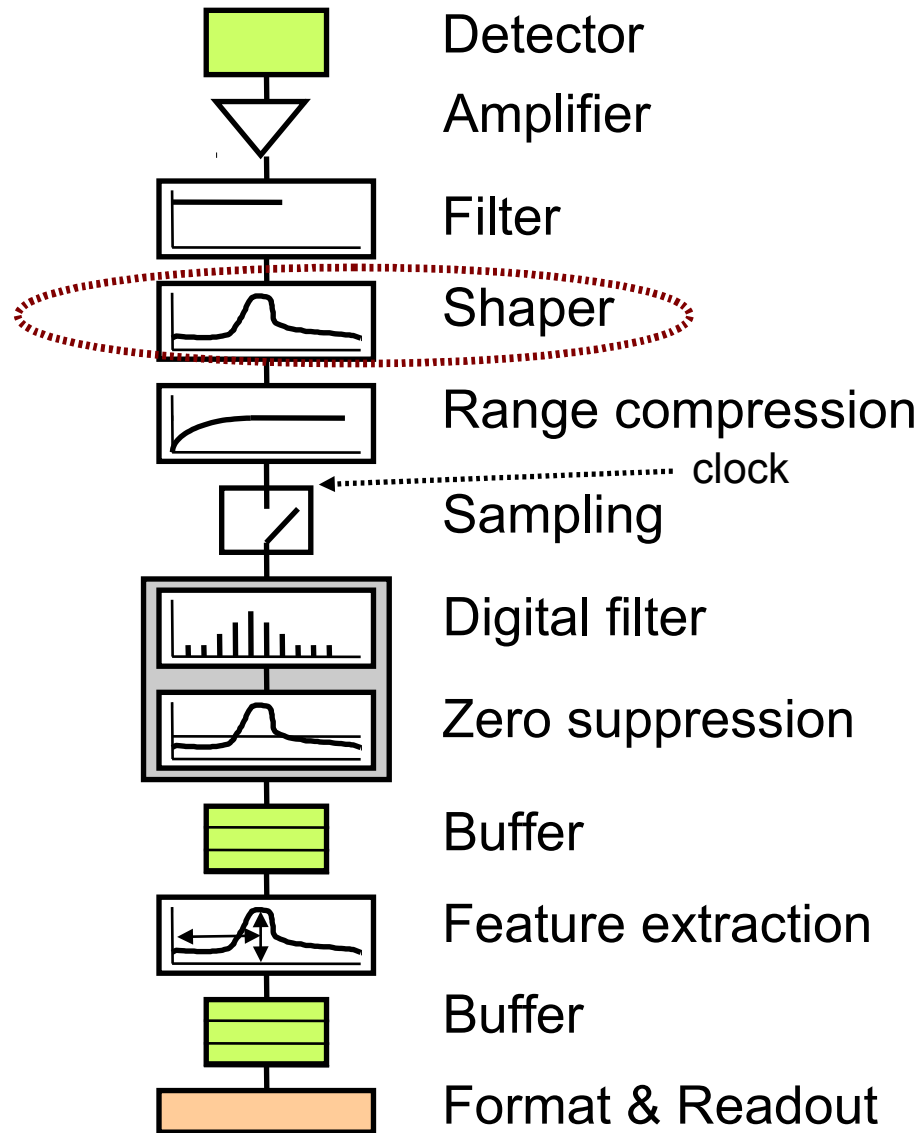 Detector
Amplifier
Filter
Shaper
Range compression
clock
Sampling
Digital filter
Zero suppression
Buffer
Feature extraction
Buffer
Format & Readout